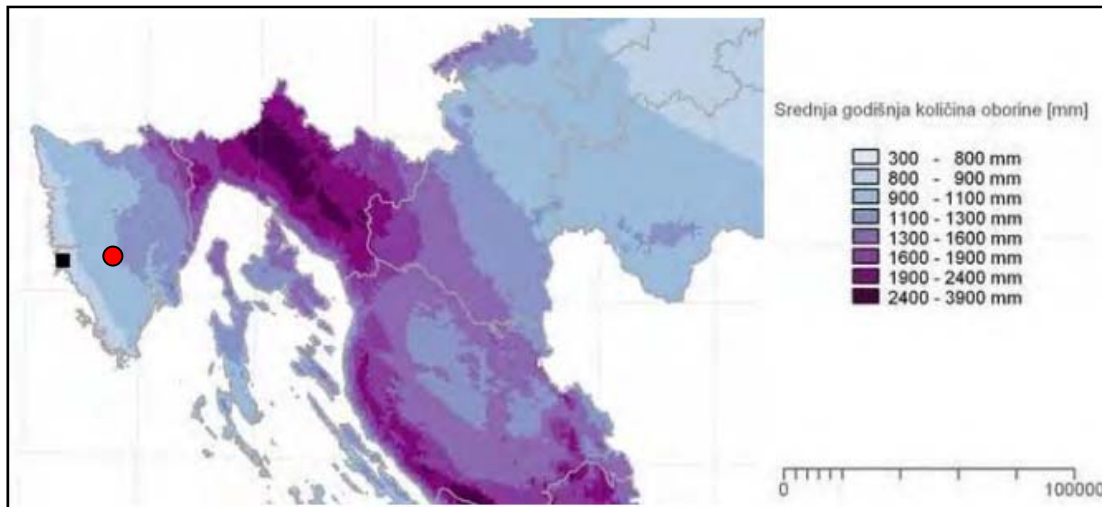 Srednja godišnja količina oborine [mm]
300 - 800 mm
800 - 900 mm
900 - 1100 mm
1100 - 1300 mm
1300 - 1600 mm
1600 - 1900 mm
1900 - 2400 mm
2400 - 3900 mm
0 100000